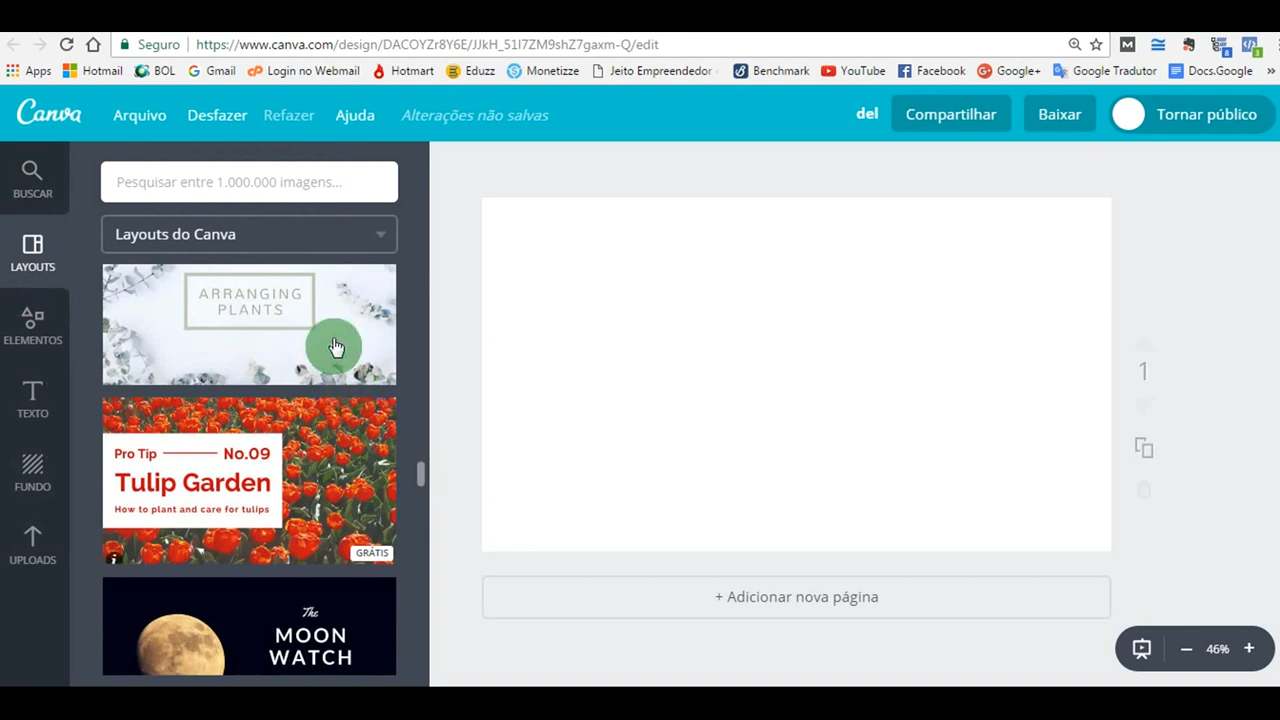 Seguro
https://www.canva.com/design/DACOYZr8Y6E/JJkH_51I7ZM9shZ7gaxm-Q/edit
Apps Hotmail BOL Gmail Login no Webmail Hotmart Eduzz Monetizze Jeito Empreendedor Benchmark YouTube Facebook Google+ Google Tradutor Docs.Google »
Canva Arquivo Desfazer Refazer Ajuda Alterações não salvas del Compartilhar Baixar Tornar público
BUSCAR
LAYOUTS
ELEMENTOS
TEXTO
FUNDO
UPLOADS
Pesquisar entre 1.000.000 imagens...
Layouts do Canva
ARRANGING
PLANTS
Pro Tip No.09
Tulip Garden
How to plant and care for tulips
GRÁTIS
The
MOON
WATCH
1
+ Adicionar nova página
46%